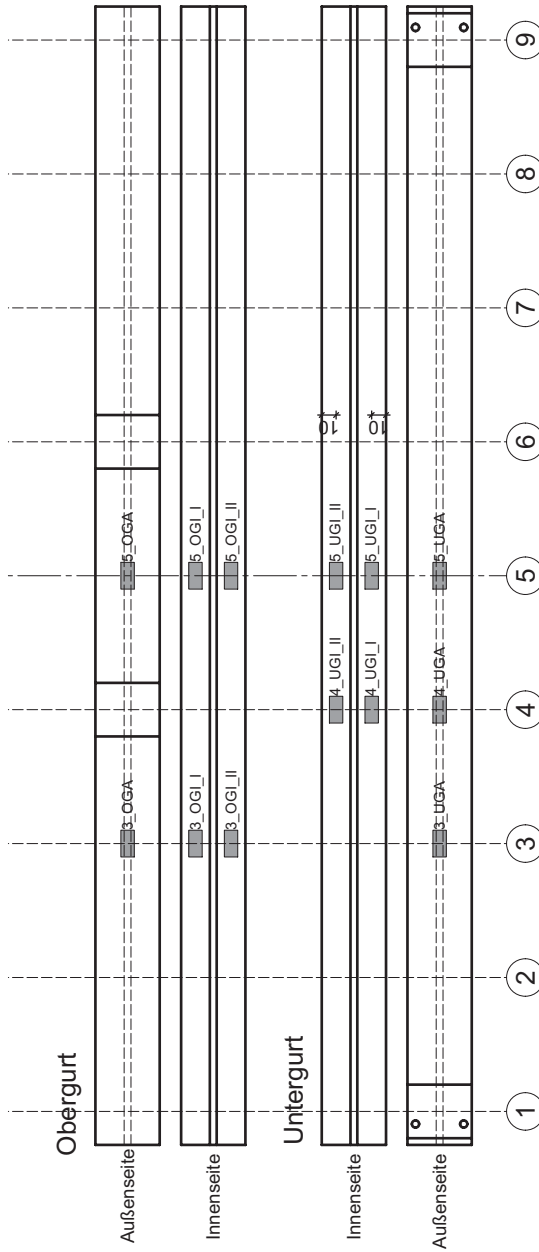 Obergurt
Außenseite
3_OGA
5_OGA
Innenseite
3_OGI_I
5_OGI_I
3_OGI_II
5_OGI_II
Untergurt
Innenseite
4_UGI_II
5_UGI_II
10
4_UGI_I
5_UGI_I
10
Außenseite
3_UGA
4_UGA
5_UGA
1
2
3
4
5
6
7
8
9